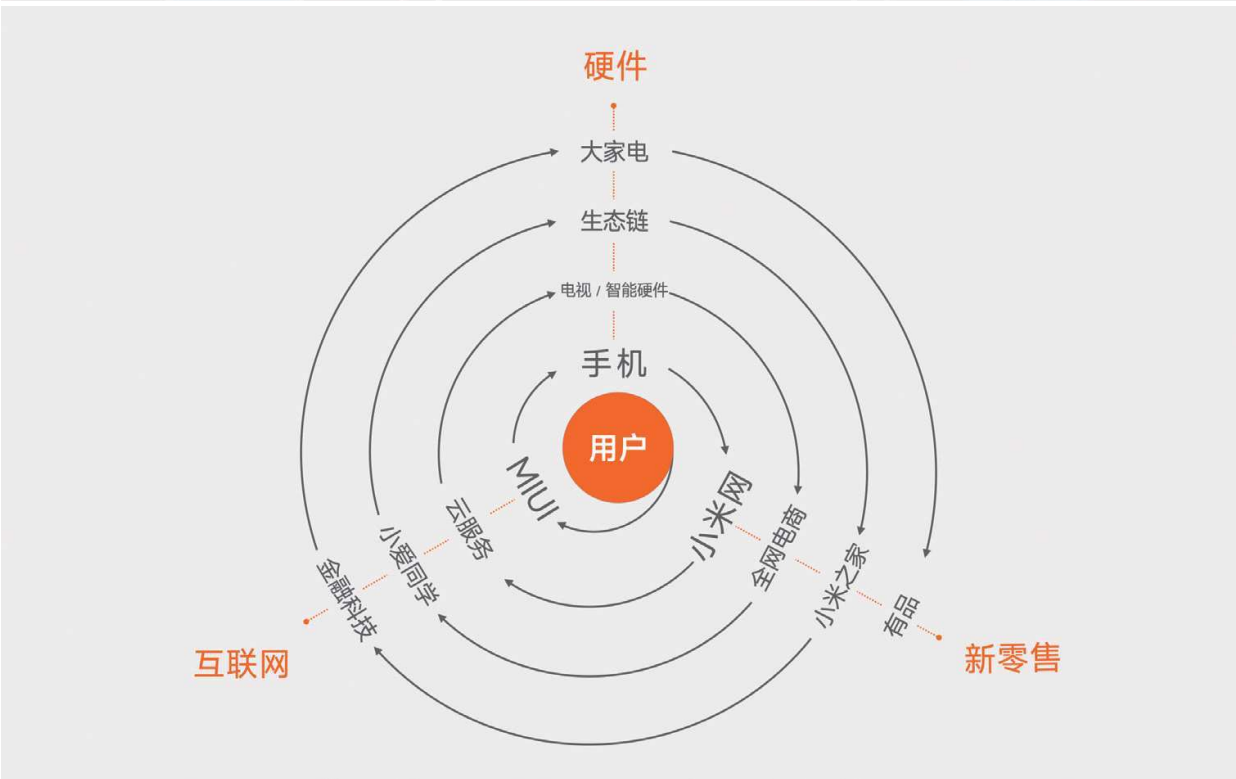 硬件
大家电
生态链
电视 / 智能硬件
手机
用户
MIUI
云服务
小爱同学
金融科技
互联网
小米网
全网电商
小米之家
有品
新零售